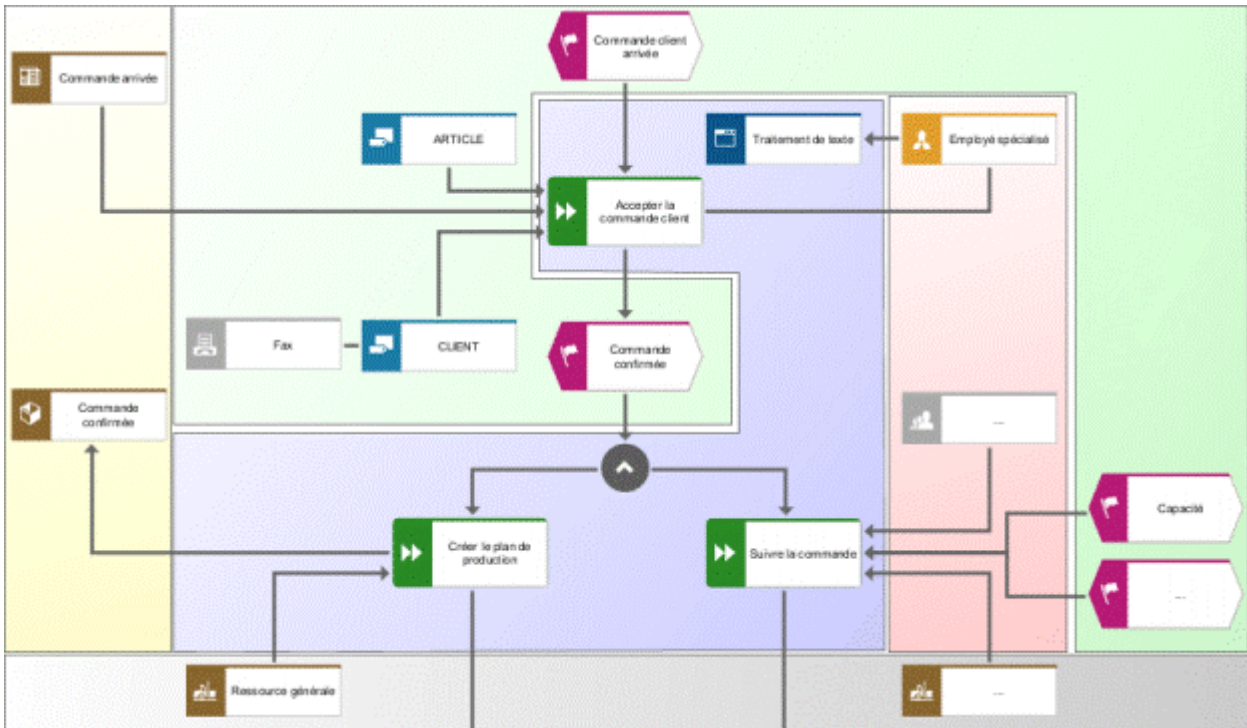 Commande client
arrivée
Commande arrivée
ARTICLE
Traitement de texte
Employé spécialisé
Accepter la
commande client
Fax
CLIENT
Commande
confirmée
Commande
confirmée
...
Capacité
Créer le plan de
production
Suivre la commande
...
Ressource générale
...